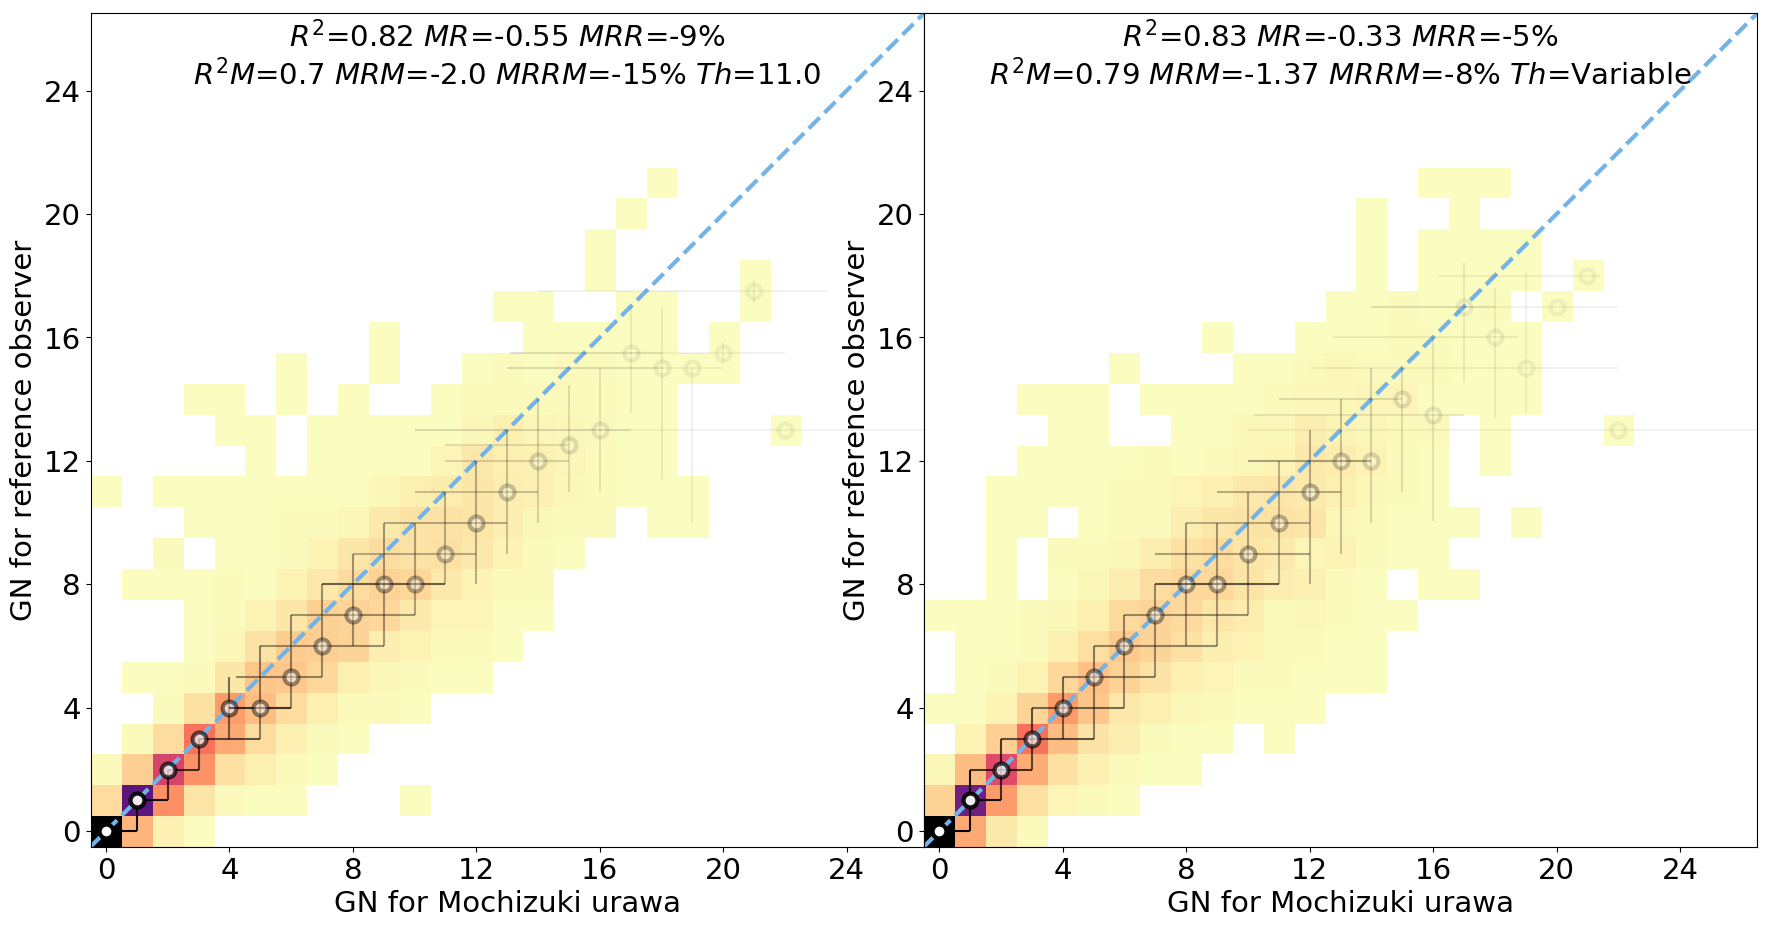 R²=0.82 MR=-0.55 MRR=-9%
R²M=0.7 MRM=-2.0 MRRM=-15% Th=11.0
24
20
16
12
8
4
0
GN for reference observer
0 4 8 12 16 20 24
GN for Mochizuki urawa
R²=0.83 MR=-0.33 MRR=-5%
R²M=0.79 MRM=-1.37 MRRM=-8% Th=Variable
24
20
16
12
8
4
0
GN for reference observer
0 4 8 12 16 20 24
GN for Mochizuki urawa